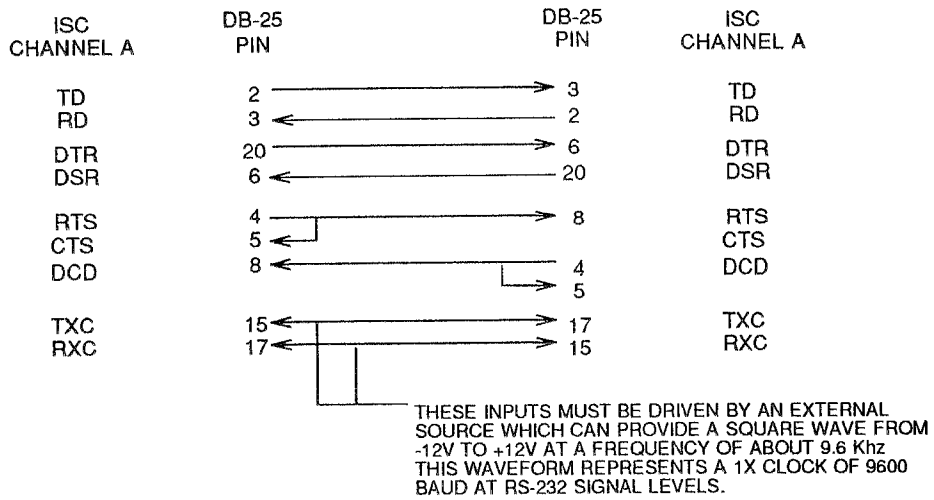 ISC DB-25 DB-25 ISC
CHANNEL A PIN PIN CHANNEL A
TD 2 3 TD
RD 3 2 RD
DTR 20 6 DTR
DSR 6 20 DSR
RTS 4 8 RTS
CTS 5 CTS
DCD 8 4 DCD
5
TXC 15 17 TXC
RXC 17 15 RXC
THESE INPUTS MUST BE DRIVEN BY AN EXTERNAL
SOURCE WHICH CAN PROVIDE A SQUARE WAVE FROM
-12V TO +12V AT A FREQUENCY OF ABOUT 9.6 Khz
THIS WAVEFORM REPRESENTS A 1X CLOCK OF 9600
BAUD AT RS-232 SIGNAL LEVELS.